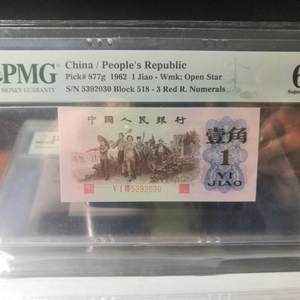 PMG
China / People's Republic
Pick# 877g 1962 1 Jiao - Wmk: Open Star
S/N 5392030 Block 518 - 3 Red R. Numerals
6
中国人民银行
壹角
1
YI JIAO
5392030